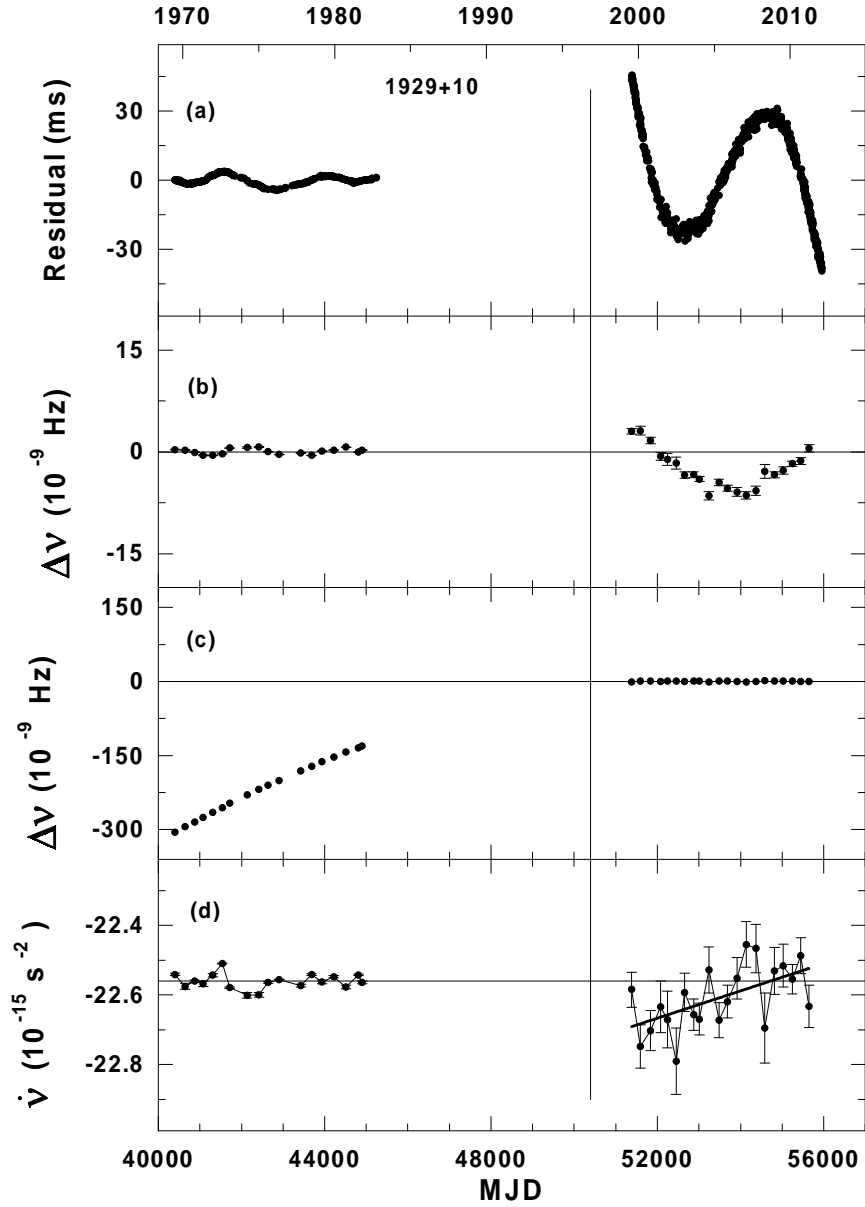 1970 1980 1990 2000 2010
1929+10
(a)
Residual (ms)
30
0
-30
(b)
Δν (10⁻⁹ Hz)
15
0
-15
(c)
Δν (10⁻⁹ Hz)
150
0
-150
-300
(d)
ν̇ (10⁻¹⁵ s⁻²)
-22.4
-22.6
-22.8
40000 44000 48000 52000 56000
MJD